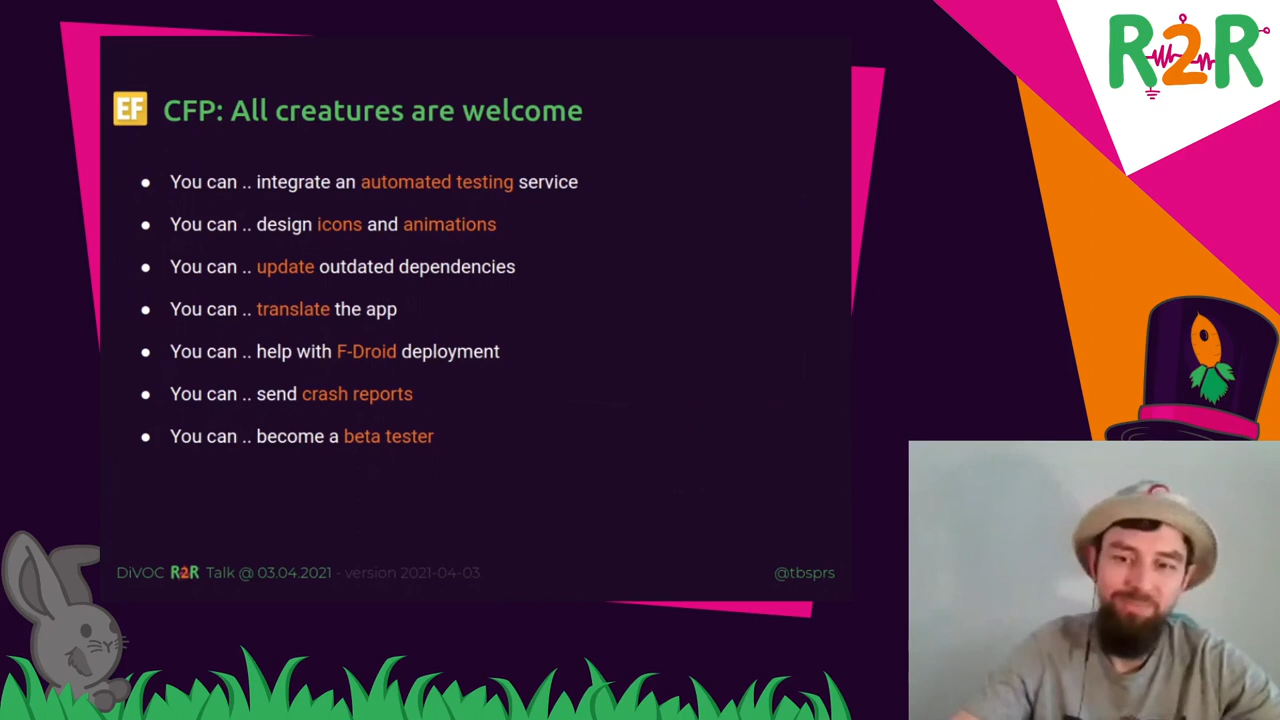 R2R
EF CFP: All creatures are welcome
You can .. integrate an automated testing service
You can .. design icons and animations
You can .. update outdated dependencies
You can .. translate the app
You can .. help with F-Droid deployment
You can .. send crash reports
You can .. become a beta tester
DiVOC R2R Talk @ 03.04.2021 - version 2021-04-03
@tbsprs